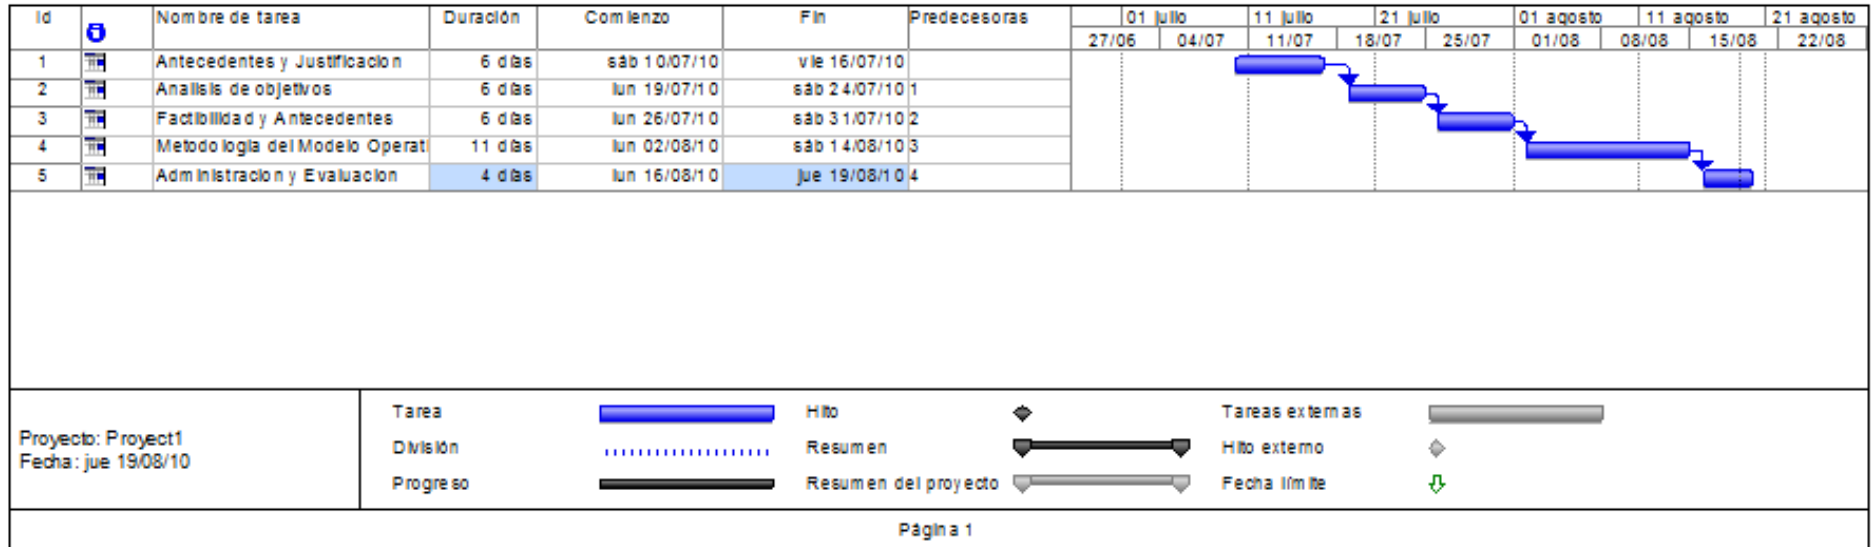 Id Nombre de tarea Duración Comienzo Fin Predecesoras 01 julio 11 julio 21 julio 01 agosto 11 agosto 21 agosto
27/06 04/07 11/07 18/07 25/07 01/08 08/08 15/08 22/08
1 Antecedentes y Justificacion 6 días sáb 10/07/10 vie 16/07/10
2 Analisis de objetivos 6 días lun 19/07/10 sáb 24/07/10 1
3 Factibilidad y Antecedentes 6 días lun 26/07/10 sáb 31/07/10 2
4 Metodologia del Modelo Operati 11 días lun 02/08/10 sáb 14/08/10 3
5 Administracion y Evaluacion 4 días lun 16/08/10 jue 19/08/10 4
Proyecto: Proyect1
Fecha: jue 19/08/10
Tarea Hito Tareas externas
División Resumen Hito externo
Progreso Resumen del proyecto Fecha límite
Página 1